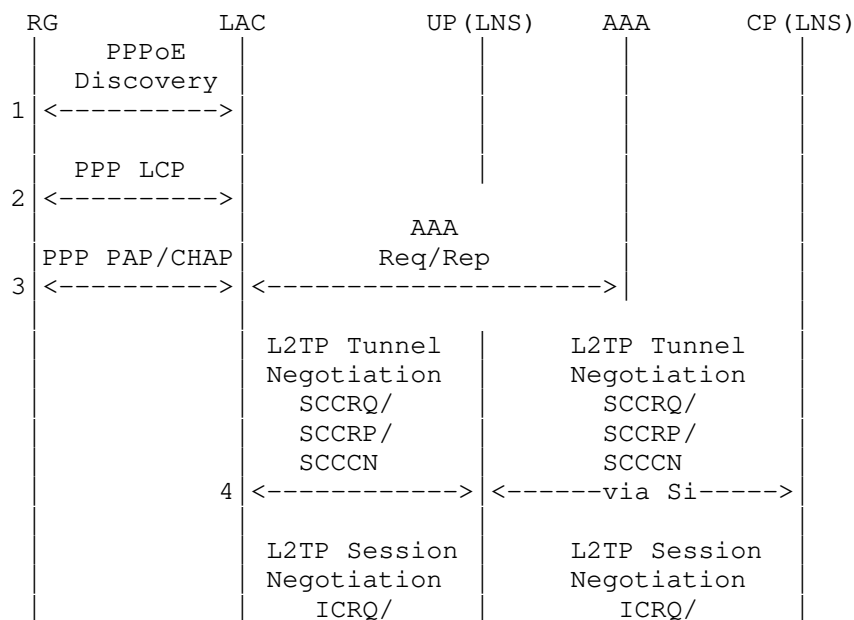 RG LAC UP(LNS) AAA CP(LNS)
PPPoE
Discovery
1 <---------->
PPP LCP
2 <---------->
AAA
PPP PAP/CHAP Req/Rep
3 <----------> <--------------------->
L2TP Tunnel L2TP Tunnel
Negotiation Negotiation
SCCRQ/ SCCRQ/
SCCRP/ SCCRP/
SCCCN SCCCN
4 <------------> <------via Si----->
L2TP Session L2TP Session
Negotiation Negotiation
ICRQ/ ICRQ/